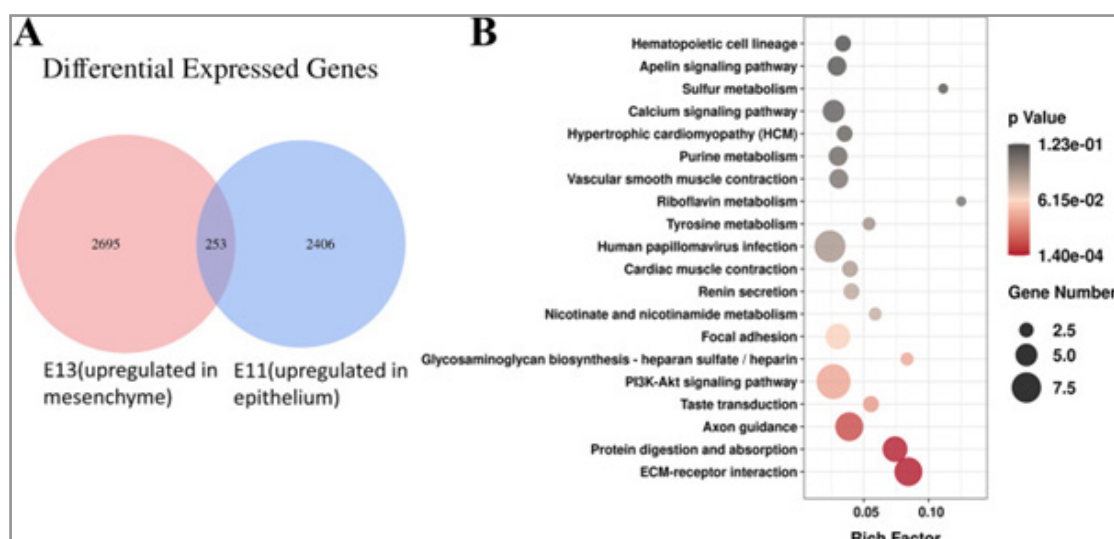 A
Differential Expressed Genes
2695
253
2406
E13(upregulated in
mesenchyme)
E11(upregulated in
epithelium)
B
Hematopoietic cell lineage
Apelin signaling pathway
Sulfur metabolism
Calcium signaling pathway
Hypertrophic cardiomyopathy (HCM)
Purine metabolism
Vascular smooth muscle contraction
Riboflavin metabolism
Tyrosine metabolism
Human papillomavirus infection
Cardiac muscle contraction
Renin secretion
Nicotinate and nicotinamide metabolism
Focal adhesion
Glycosaminoglycan biosynthesis - heparan sulfate / heparin
PI3K-Akt signaling pathway
Taste transduction
Axon guidance
Protein digestion and absorption
ECM-receptor interaction
0.05
0.10
Rich Factor
p Value
1.23e-01
6.15e-02
1.40e-04
Gene Number
2.5
5.0
7.5